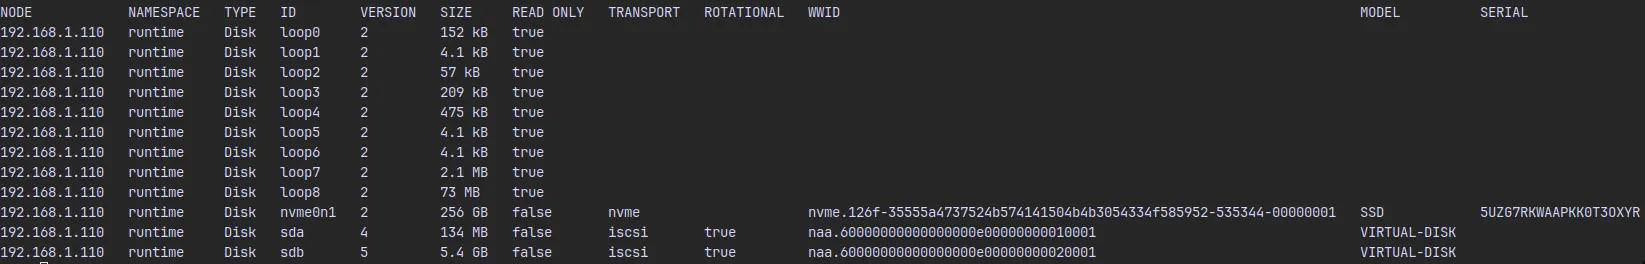 NODE NAMESPACE TYPE ID VERSION SIZE READ ONLY TRANSPORT ROTATIONAL WWID MODEL SERIAL
192.168.1.110 runtime Disk loop0 2 152 kB true
192.168.1.110 runtime Disk loop1 2 4.1 kB true
192.168.1.110 runtime Disk loop2 2 57 kB true
192.168.1.110 runtime Disk loop3 2 209 kB true
192.168.1.110 runtime Disk loop4 2 475 kB true
192.168.1.110 runtime Disk loop5 2 4.1 kB true
192.168.1.110 runtime Disk loop6 2 4.1 kB true
192.168.1.110 runtime Disk loop7 2 2.1 MB true
192.168.1.110 runtime Disk loop8 2 73 MB true
192.168.1.110 runtime Disk nvme0n1 2 256 GB false nvme nvme.126f-35555a4737524b574141504b4b3054334f585952-535344-00000001 SSD 5UZG7RKWAAPKK0T3OXYR
192.168.1.110 runtime Disk sda 4 134 MB false iscsi true naa.60000000000000000e00000000010001 VIRTUAL-DISK
192.168.1.110 runtime Disk sdb 5 5.4 GB false iscsi true naa.60000000000000000e00000000020001 VIRTUAL-DISK